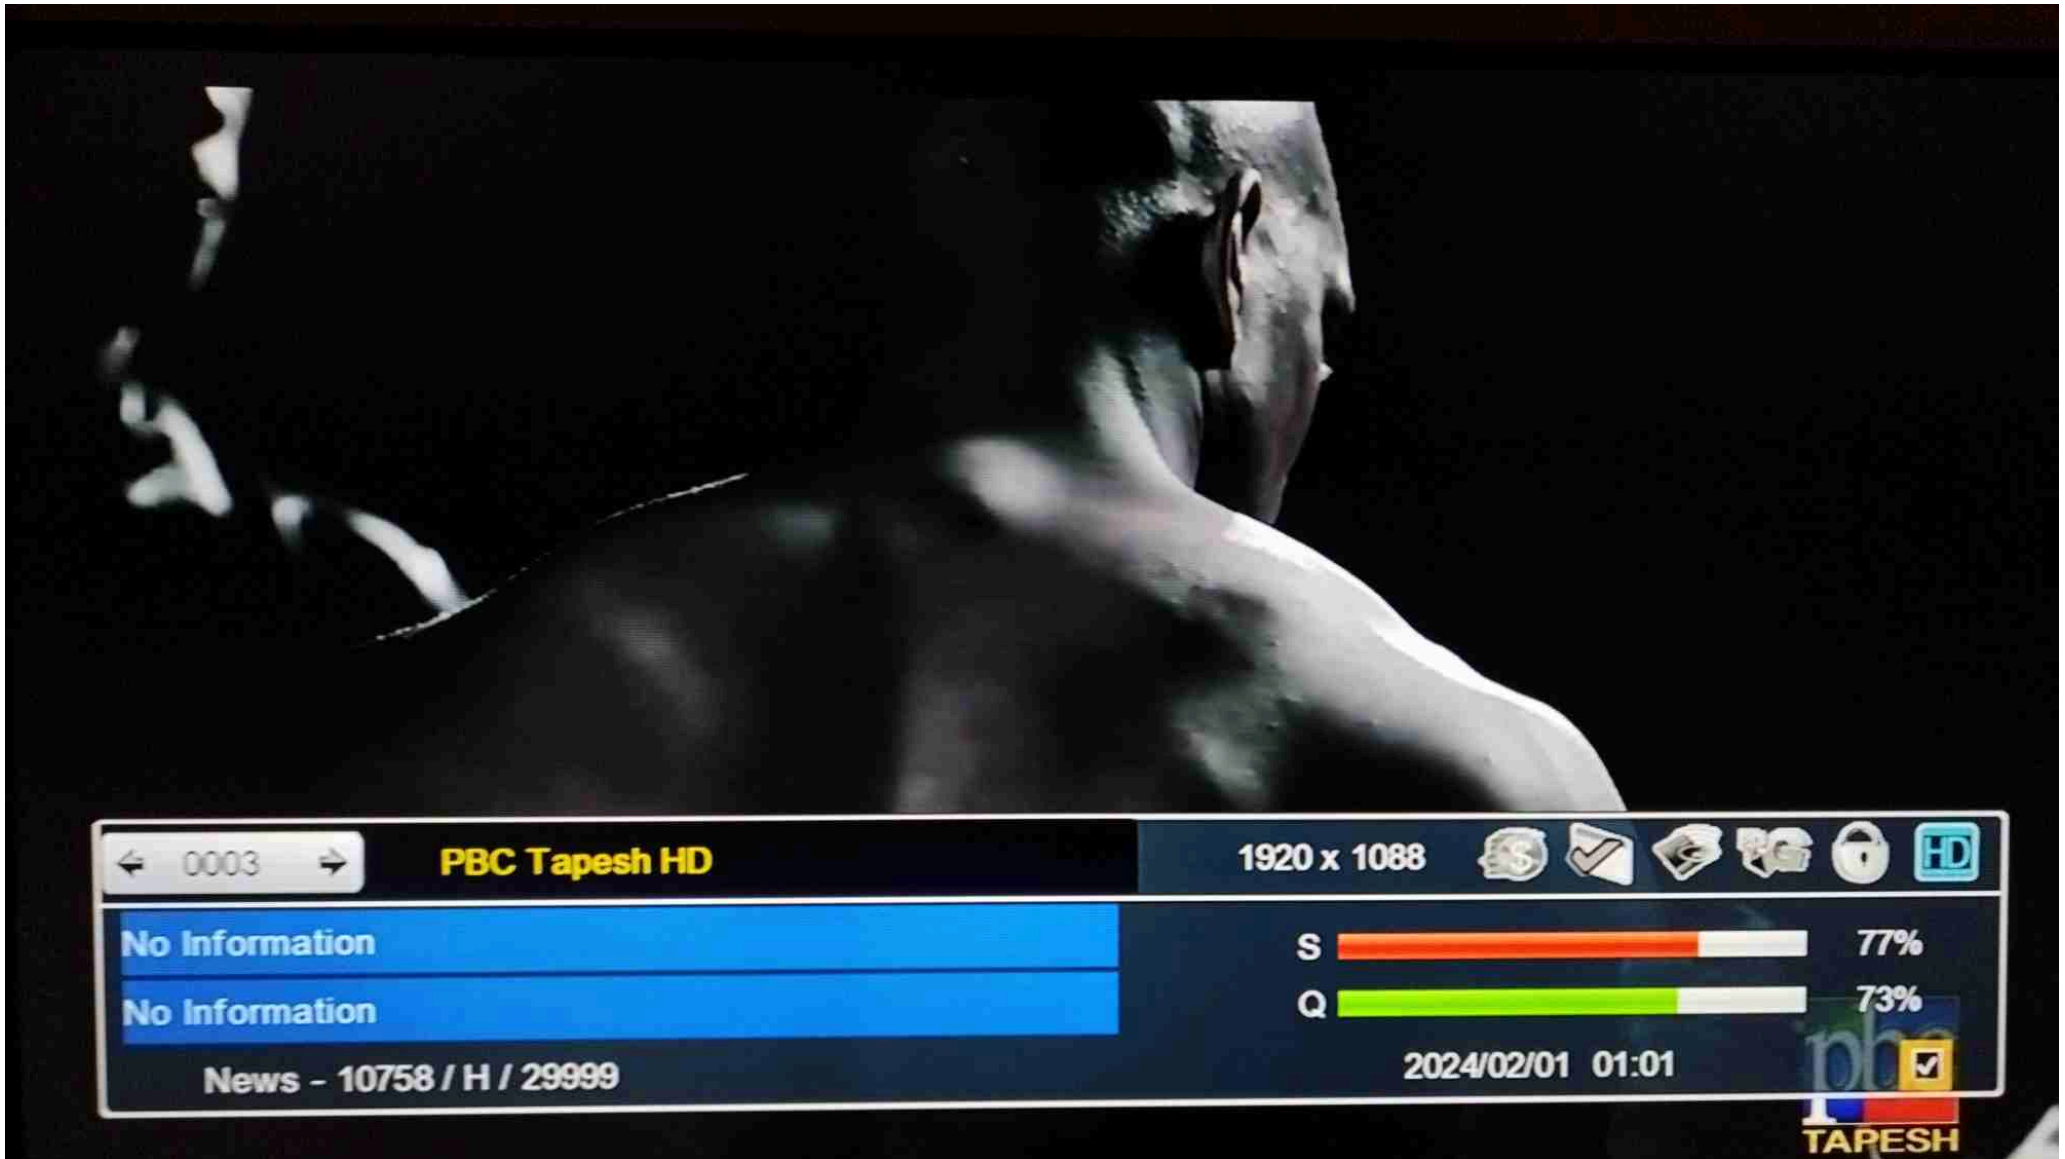 0003
PBC Tapesh HD
1920 x 1088
HD
No Information
No Information
S 77%
Q 73%
News - 10758 / H / 29999
2024/02/01 01:01
pbc
TAPESH